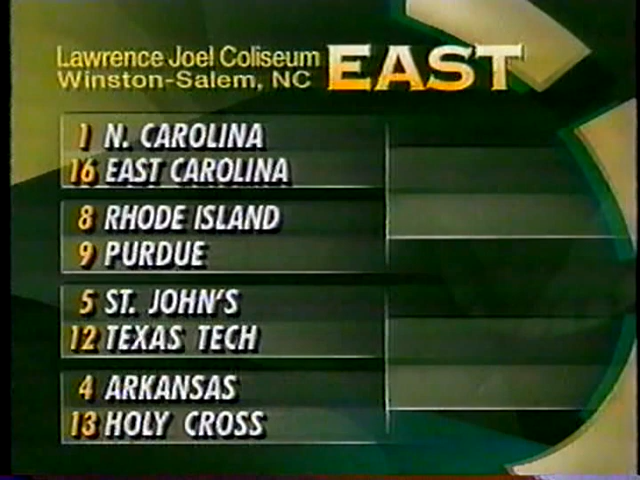 Lawrence Joel Coliseum
Winston-Salem, NC
EAST
1 N. CAROLINA
16 EAST CAROLINA
8 RHODE ISLAND
9 PURDUE
5 ST. JOHN'S
12 TEXAS TECH
4 ARKANSAS
13 HOLY CROSS